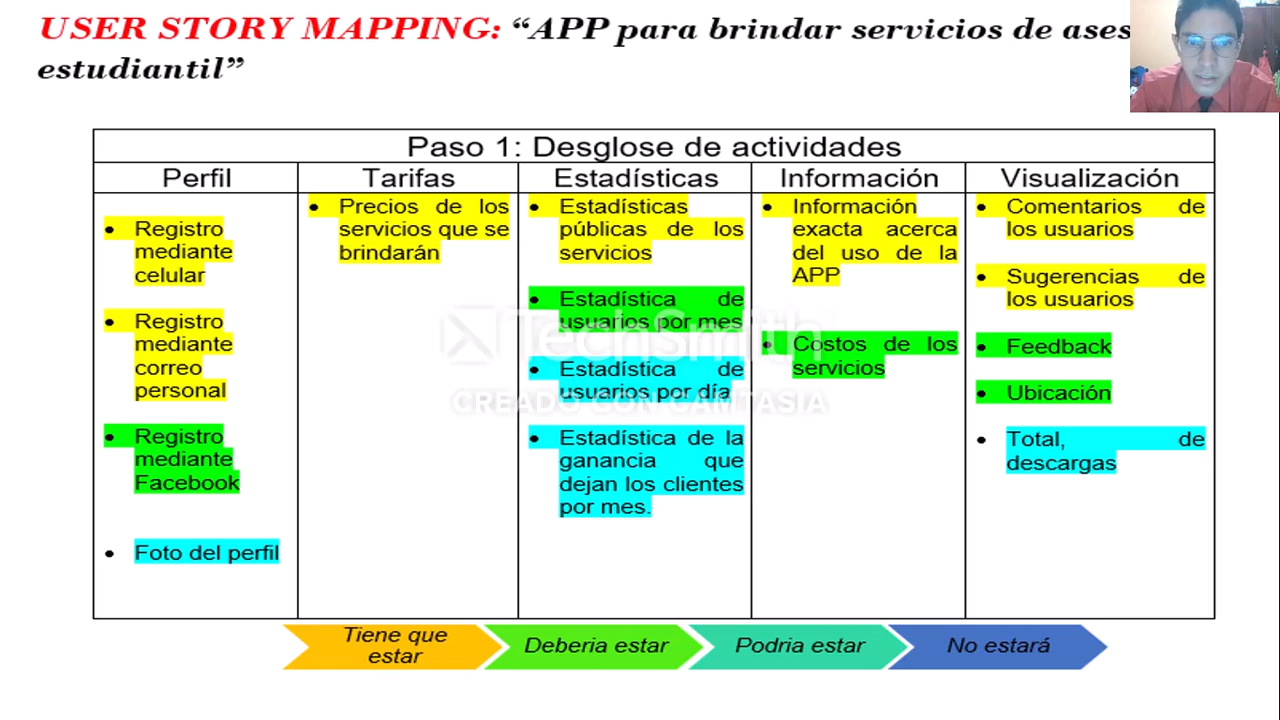 USER STORY MAPPING: “APP para brindar servicios de
estudiantil”
Paso 1: Desglose de actividades
Perfil
Tarifas
Estadísticas
Información
Visualización
• Registro
mediante
celular
• Registro
mediante
correo
personal
• Registro
mediante
Facebook
• Foto del perfil
• Precios de los
servicios que se
brindarán
• Estadísticas
públicas de los
servicios
• Estadística de
usuarios por mes
• Estadística de
usuarios por día
• Estadística de la
ganancia que
dejan los clientes
por mes.
• Información
exacta acerca
del uso de la
APP
• Costos de los
servicios
• Comentarios de
los usuarios
• Sugerencias de
los usuarios
• Feedback
• Ubicación
• Total, de
descargas
TechSmith
CREADO CON CAMTASIA
Tiene que
estar
Deberia estar
Podria estar
No estará